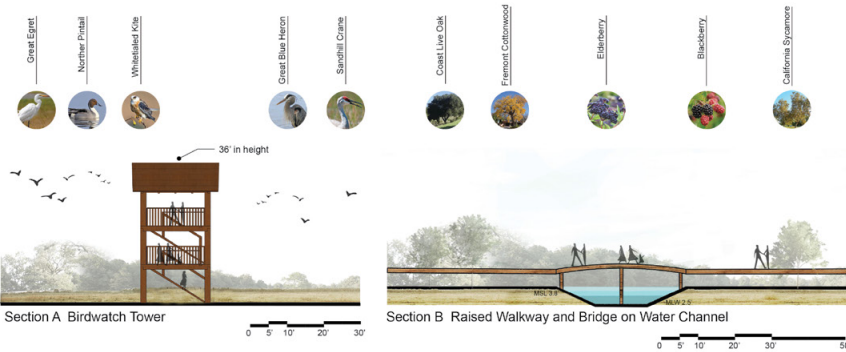 Great Egret
Norther Pintail
Whitetialed Kite
Great Blue Heron
Sandhill Crane
Coast Live Oak
Fremont Cottonwood
Elderberry
Blackberry
California Sycamore
36' in height
MSL 3.9'
MLW 2.5'
Section A Birdwatch Tower
0 5' 10' 20' 30'
Section B Raised Walkway and Bridge on Water Channel
0 5' 10' 20' 30'